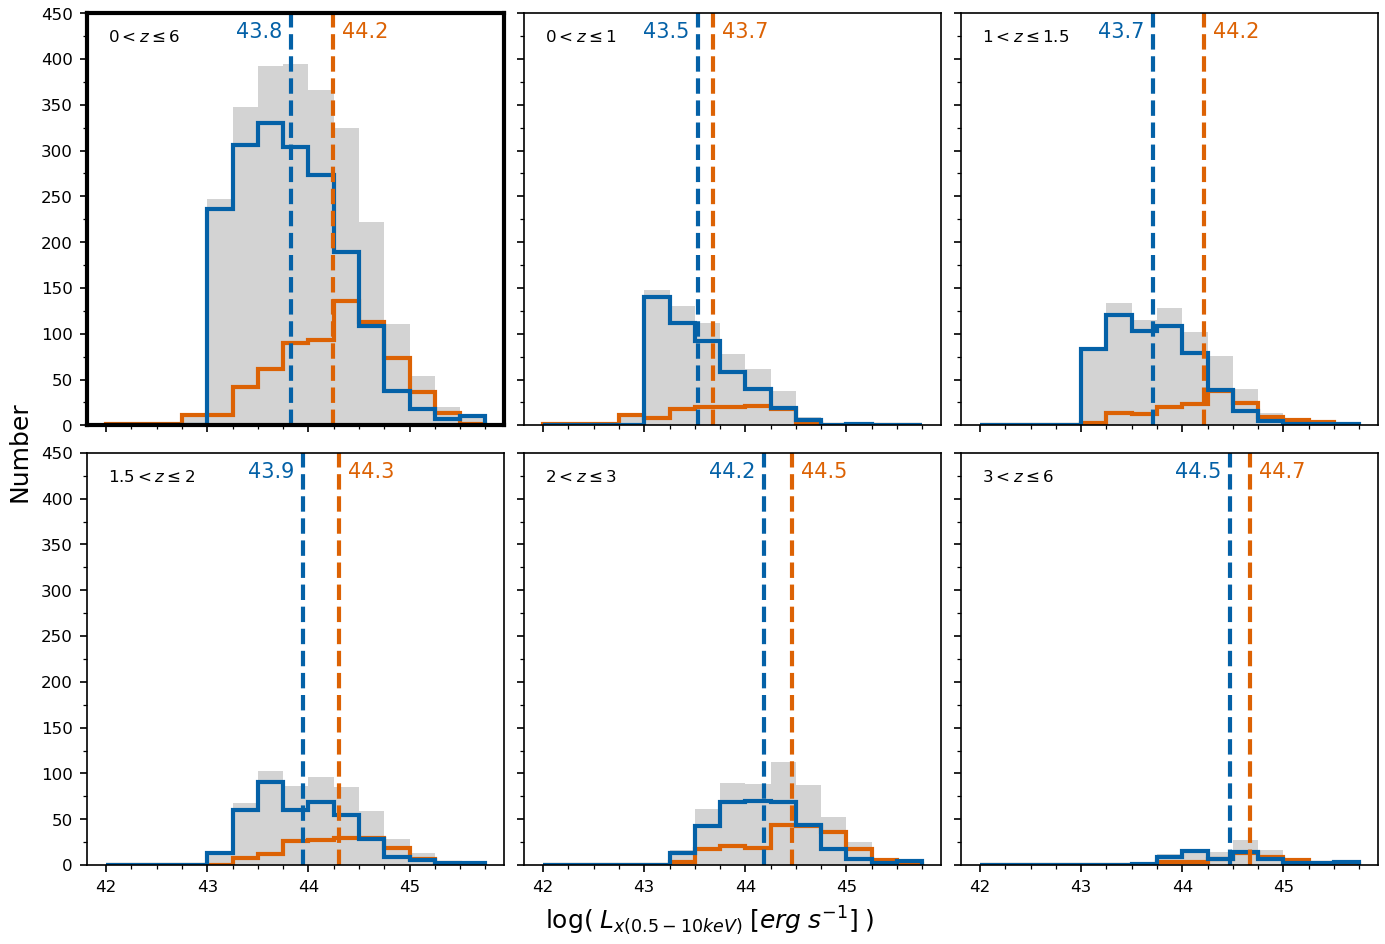 450
400
350
300
250
200
150
100
50
0
0 < z ≤ 6
43.8
44.2
0 < z ≤ 1
43.5
43.7
1 < z ≤ 1.5
43.7
44.2
Number
450
400
350
300
250
200
150
100
50
0
1.5 < z ≤ 2
43.9
44.3
2 < z ≤ 3
44.2
44.5
3 < z ≤ 6
44.5
44.7
42 43 44 45
42 43 44 45
42 43 44 45
log( L_{x(0.5−10keV)} [erg s^{−1}] )